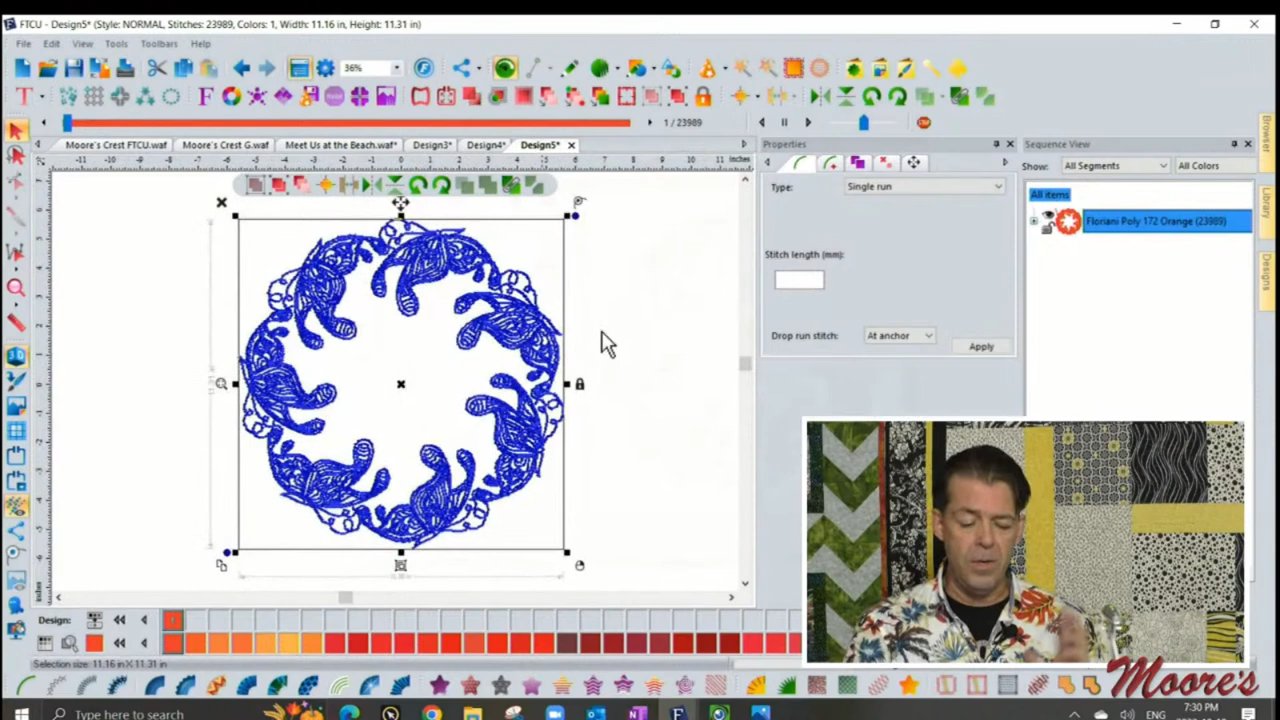 FTCU - Design5* (Style: NORMAL, Stitches: 23989, Colors: 1, Width: 11.16 in, Height: 11.31 in)
File Edit View Tools Toolbars Help
36%
1 / 23989
Moore's Crest FTCU.waf Moore's Crest G.waf Meet Us at the Beach.waf* Design3* Design4* Design5*
inches
Properties
Type: Single run
Stitch length (mm):
Drop run stitch: At anchor
Apply
Sequence View
Show: All Segments All Colors
All items
Floriani Poly 172 Orange (23989)
Browser
Library
Designs
Design:
Selection size: 11.16 in X 11.31 in
Moore's
Type here to search
7:30 PM